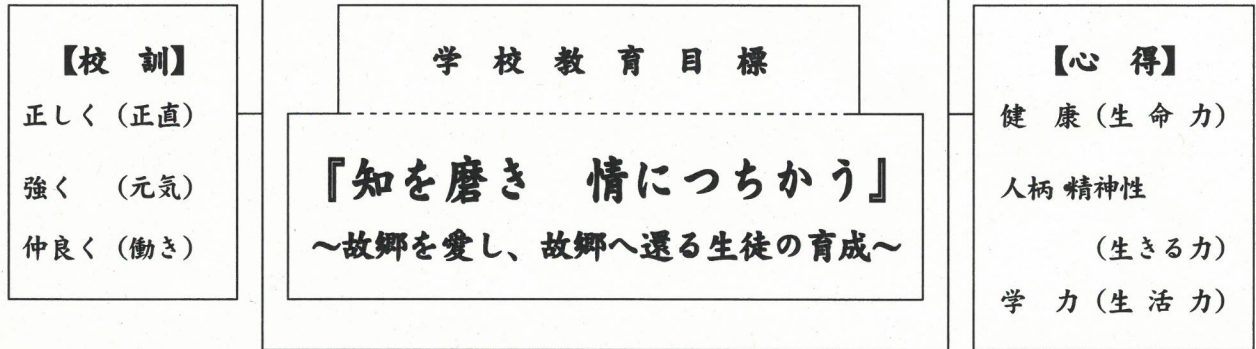 【校 訓】
正しく(正直)
強く (元気)
仲良く(働き)
学 校 教 育 目 標
『知を磨き 情につちかう』
~故郷を愛し、故郷へ還る生徒の育成~
【心 得】
健 康(生 命 力)
人柄 精神性
(生きる力)
学 力(生 活 力)